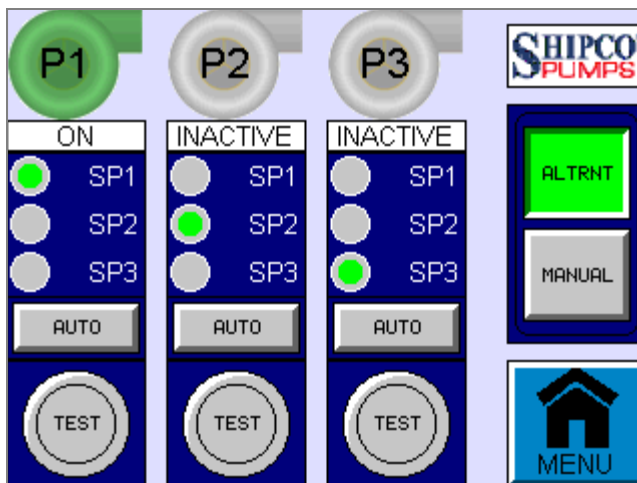 P1 P2 P3
SHIPCO
PUMPS
ON INACTIVE INACTIVE
SP1 SP1 SP1
SP2 SP2 SP2
SP3 SP3 SP3
AUTO AUTO AUTO
TEST TEST TEST
ALTRNT
MANUAL
MENU